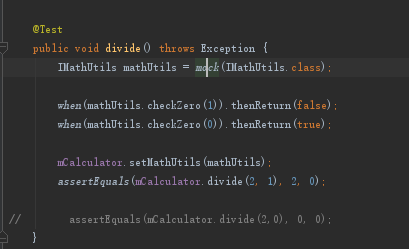 @Test
public void divide() throws Exception {
IMathUtils mathUtils = mock(IMathUtils.class);
when(mathUtils.checkZero(1)).thenReturn(false);
when(mathUtils.checkZero(0)).thenReturn(true);
mCalculator.setMathUtils(mathUtils);
assertEquals(mCalculator.divide(2, 1), 2, 0);
// assertEquals(mCalculator.divide(2,0), 0, 0);
}